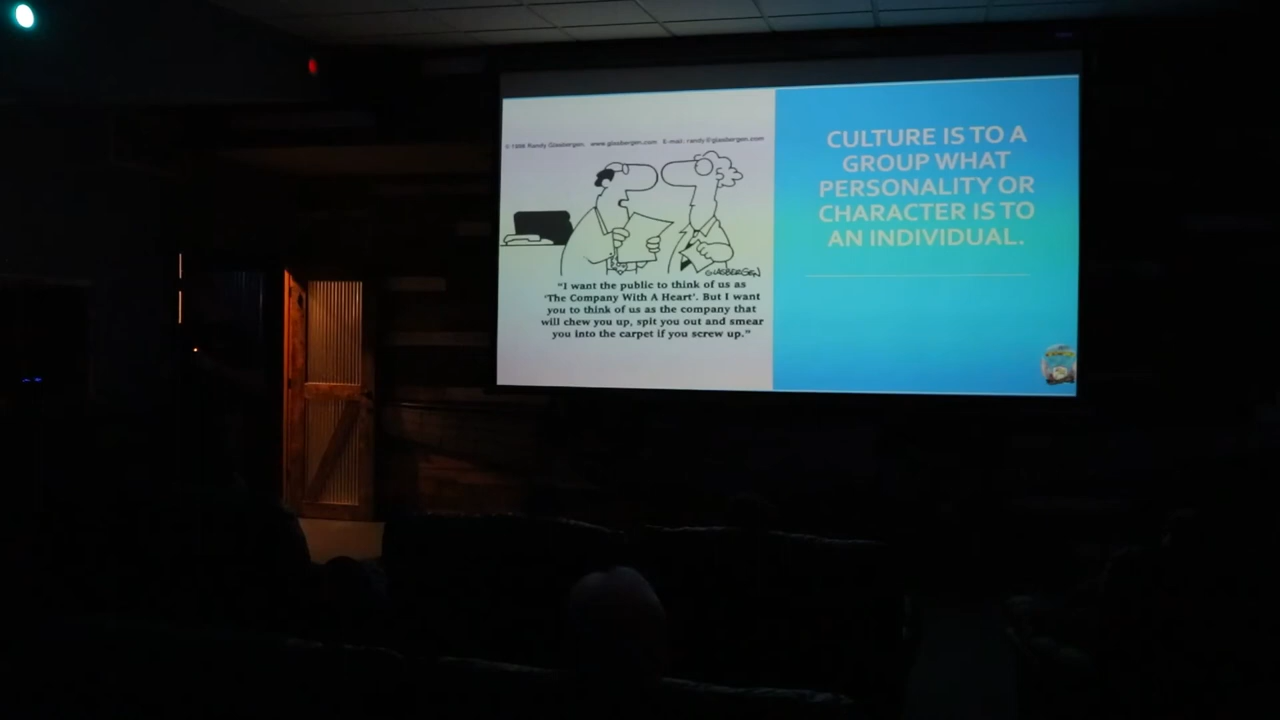 © 1996 Randy Glasbergen. www.glasbergen.com E-mail: randy@glasbergen.com
GLASBERGEN
"I want the public to think of us as
'The Company With A Heart'. But I want
you to think of us as the company that
will chew you up, spit you out and smear
you into the carpet if you screw up."
CULTURE IS TO A
GROUP WHAT
PERSONALITY OR
CHARACTER IS TO
AN INDIVIDUAL.